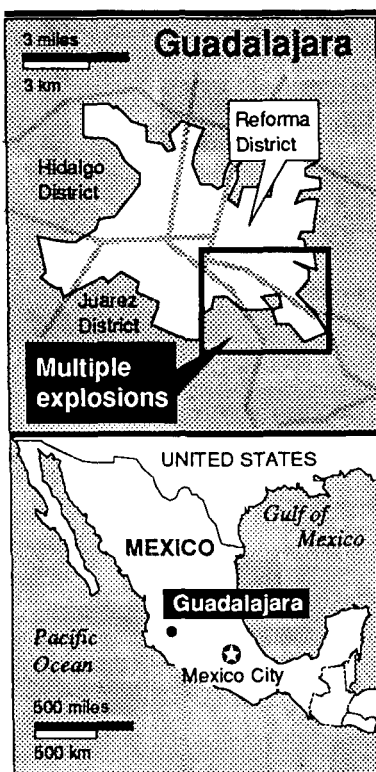 3 miles
3 km
Guadalajara
Reforma
District
Hidalgo
District
Juarez
District
Multiple
explosions
UNITED STATES
Gulf of
Mexico
MEXICO
Guadalajara
Pacific
Ocean
Mexico City
500 miles
500 km